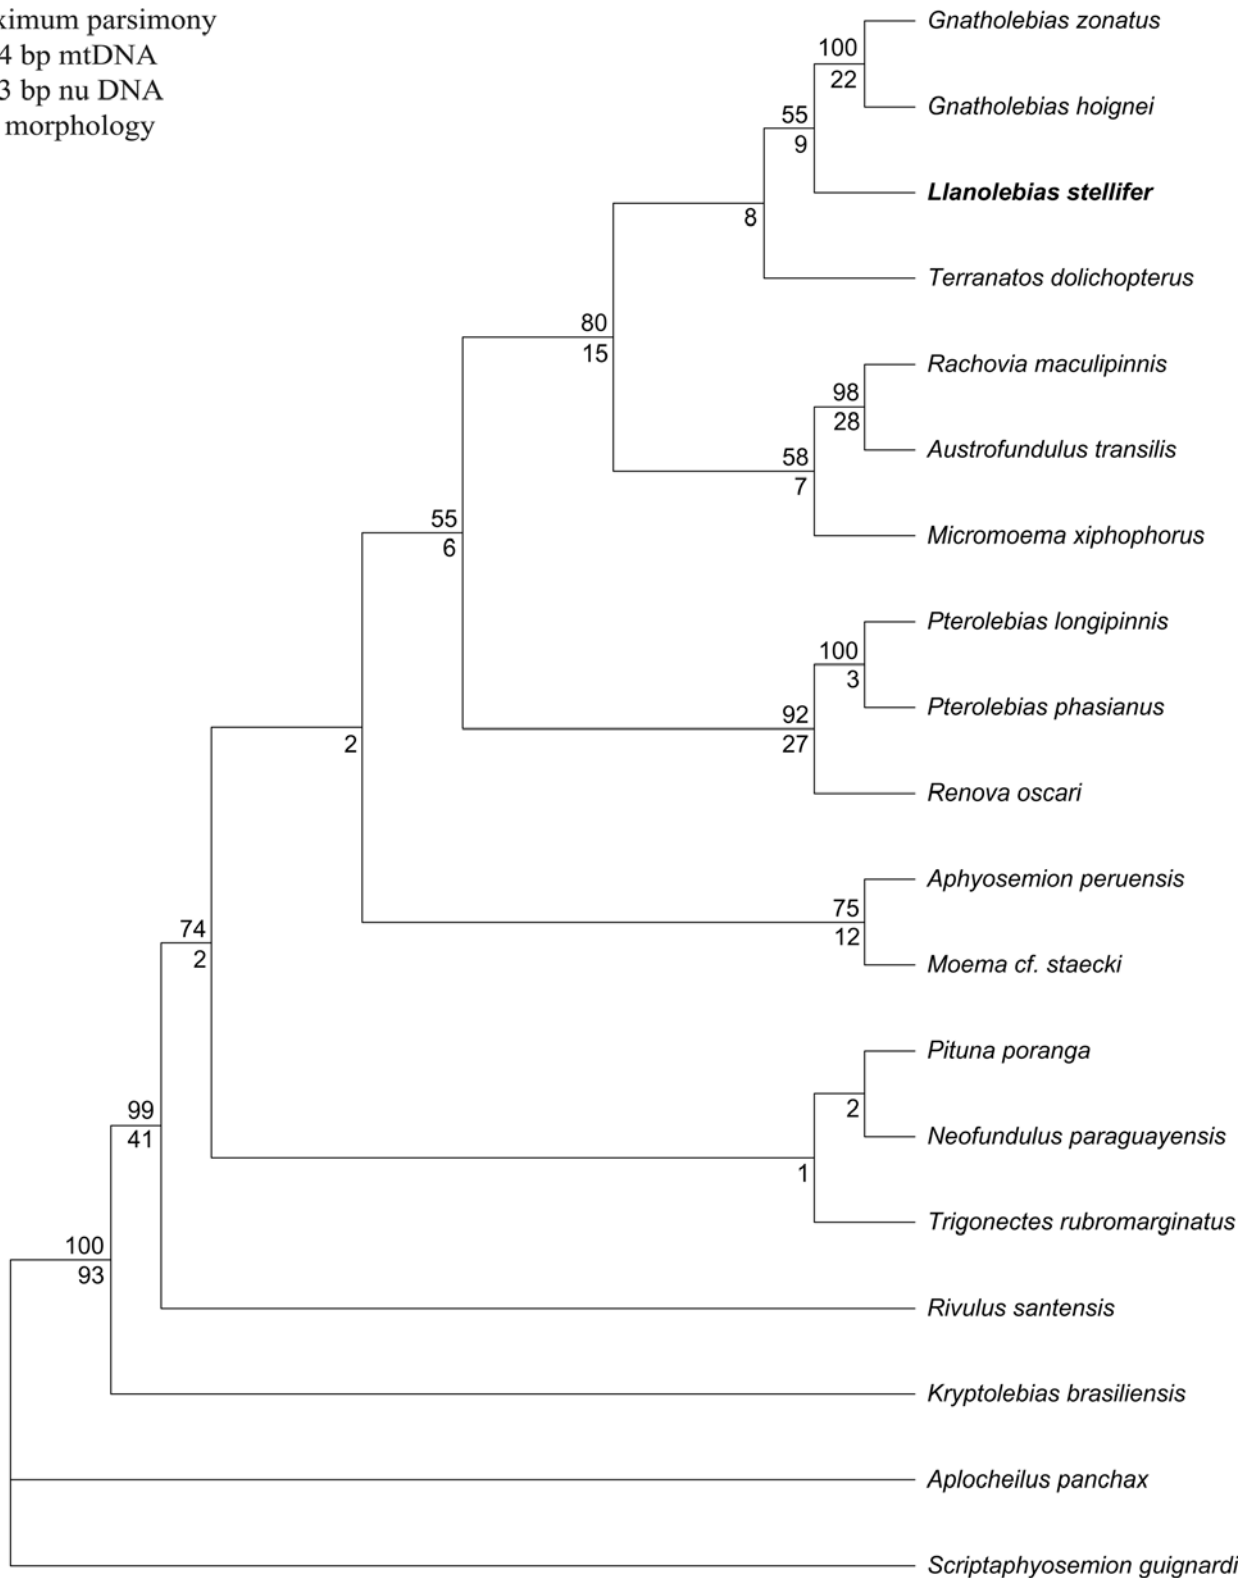 ximum parsimony
4 bp mtDNA
3 bp nu DNA
morphology
Gnatholebias zonatus
100
22
Gnatholebias hoignei
55
9
Llanolebias stellifer
8
Terranatos dolichopterus
80
15
Rachovia maculipinnis
98
28
Austrofundulus transilis
58
7
Micromoema xiphophorus
55
6
Pterolebias longipinnis
100
3
Pterolebias phasianus
92
27
2
Renova oscari
Aphyosemion peruensis
75
12
Moema cf. staecki
74
2
Pituna poranga
2
Neofundulus paraguayensis
99
41
1
Trigonectes rubromarginatus
100
93
Rivulus santensis
Kryptolebias brasiliensis
Aplocheilus panchax
Scriptaphyosemion guignardi